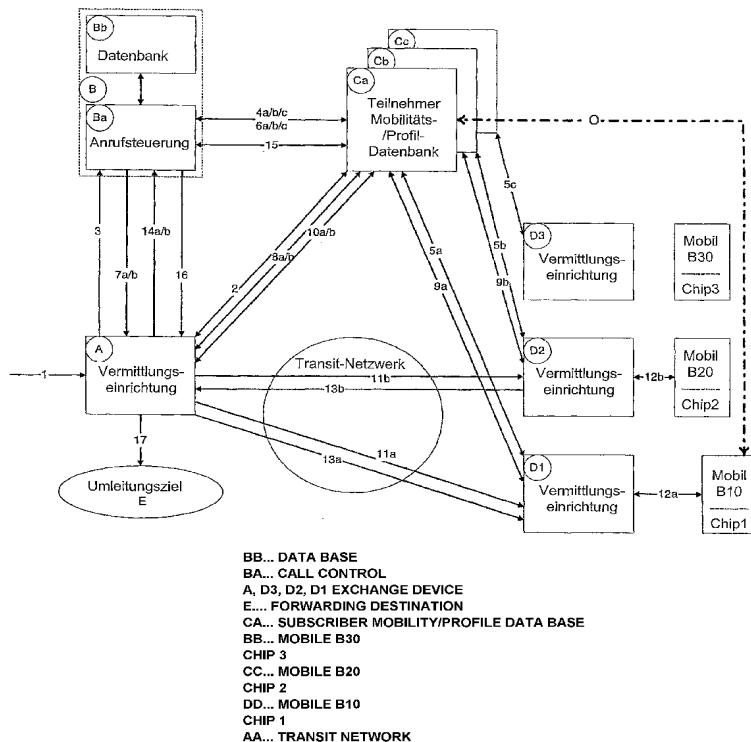 Bb
Datenbank
B
Ba
Anrufsteuerung
Cc
Cb
Ca
Teilnehmer
Mobilitäts-
/Profil-
Datenbank
4a/b/c
6a/b/c
15
O
3
7a/b
14a/b
16
2
8a/b
10a/b
5a
9a
5b
9b
5c
D3
Vermittlungs-
einrichtung
Mobil
B30
Chip3
A
Vermittlungs-
einrichtung
1
Transit-Netzwerk
11b
13b
D2
Vermittlungs-
einrichtung
12b
Mobil
B20
Chip2
17
11a
13a
D1
Vermittlungs-
einrichtung
12a
Mobil
B10
Chip1
Umleitungsziel
E
BB... DATA BASE
BA... CALL CONTROL
A, D3, D2, D1 EXCHANGE DEVICE
E.... FORWARDING DESTINATION
CA... SUBSCRIBER MOBILITY/PROFILE DATA BASE
BB... MOBILE B30
CHIP 3
CC... MOBILE B20
CHIP 2
DD... MOBILE B10
CHIP 1
AA... TRANSIT NETWORK